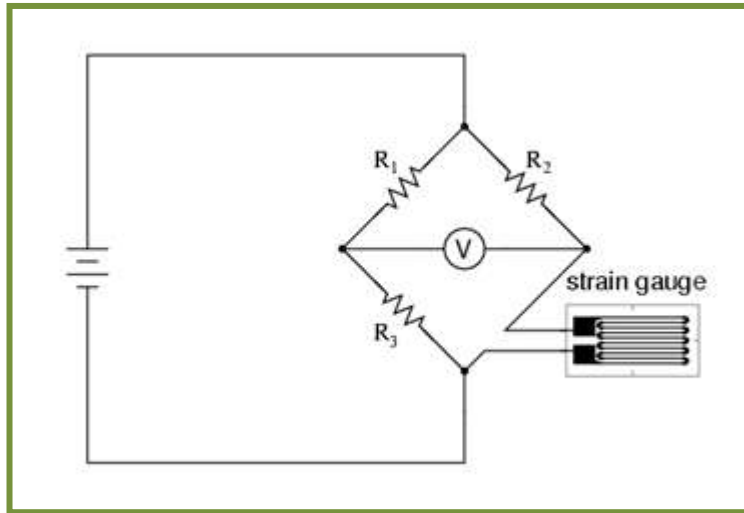 R₁
R₂
V
strain gauge
R₃